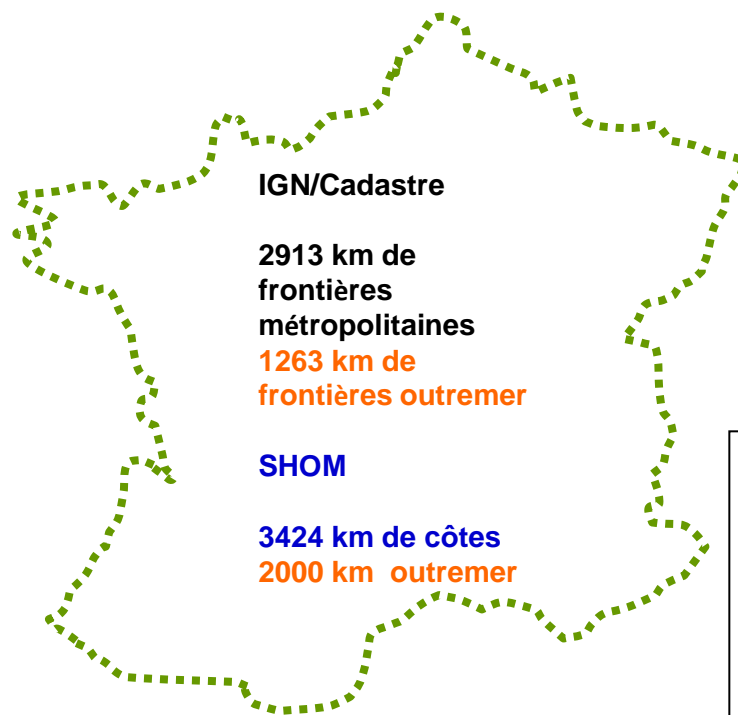 IGN/Cadastre
2913 km de
frontières
métropolitaines
1263 km de
frontières outremer
SHOM
3424 km de côtes
2000 km  outremer